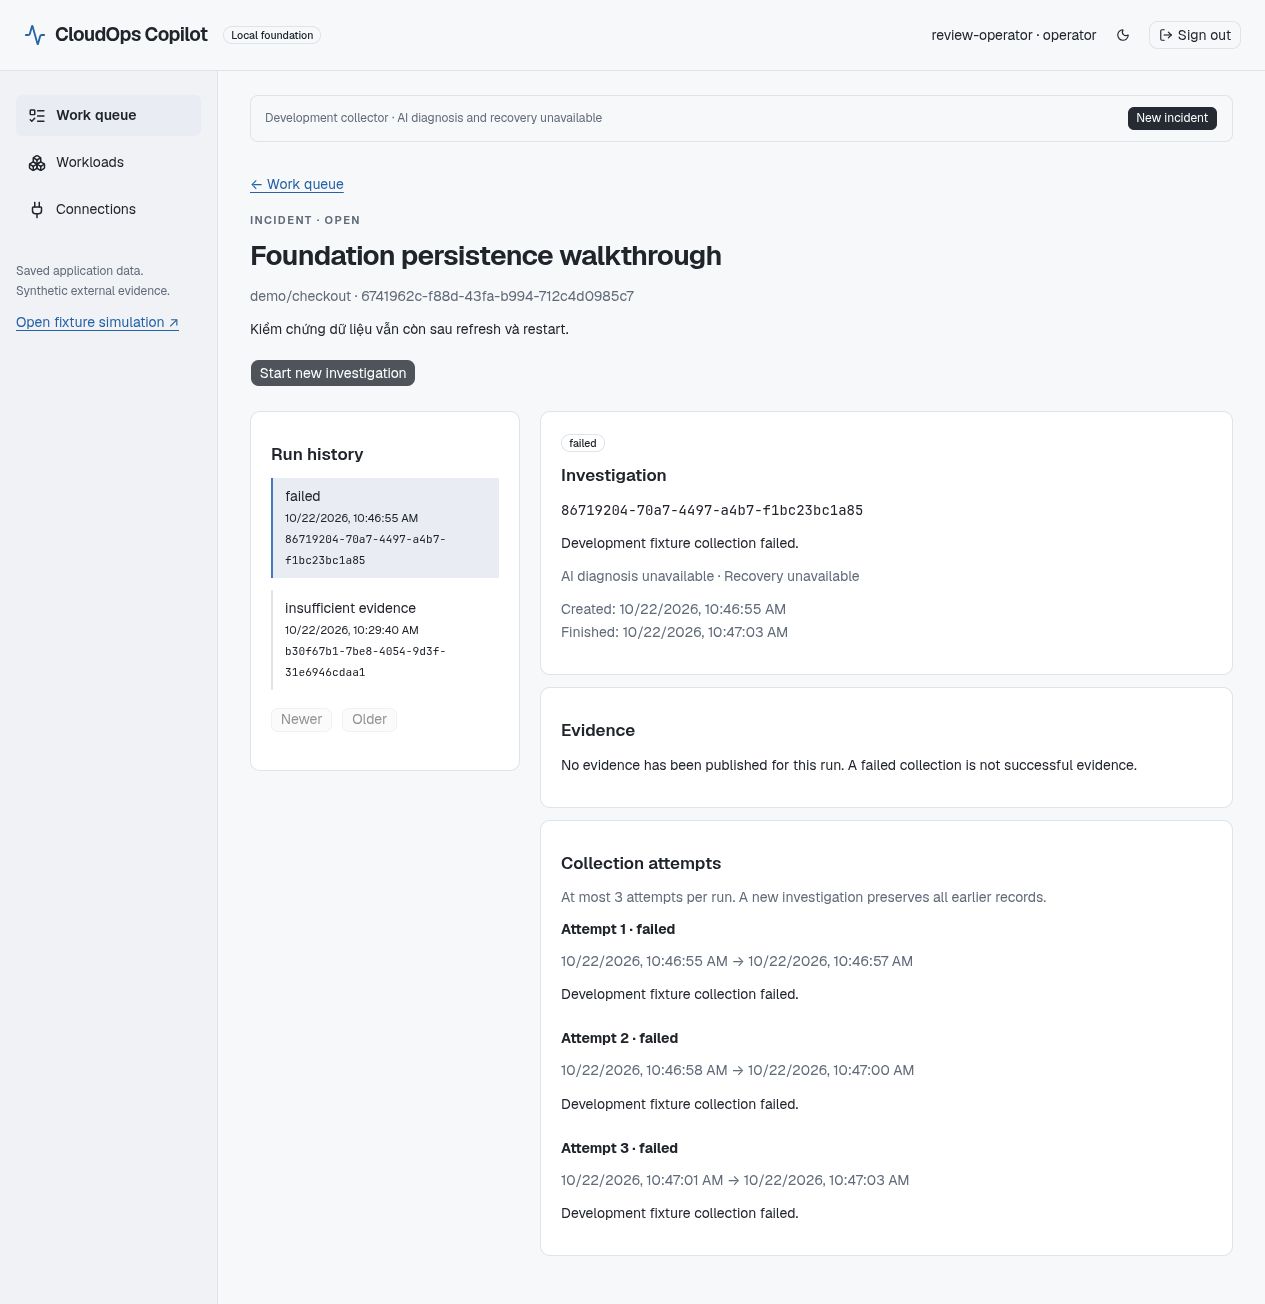 CloudOps Copilot
Local foundation
review-operator · operator
Sign out
Work queue
Workloads
Connections
Saved application data.
Synthetic external evidence.
Open fixture simulation ↗
Development collector · AI diagnosis and recovery unavailable
New incident
← Work queue
INCIDENT · OPEN
Foundation persistence walkthrough
demo/checkout · 6741962c-f88d-43fa-b994-712c4d0985c7
Kiểm chứng dữ liệu vẫn còn sau refresh và restart.
Start new investigation
Run history
failed
10/22/2026, 10:46:55 AM
86719204-70a7-4497-a4b7-
f1bc23bc1a85
insufficient evidence
10/22/2026, 10:29:40 AM
b30f67b1-7be8-4054-9d3f-
31e6946cdaa1
Newer
Older
failed
Investigation
86719204-70a7-4497-a4b7-f1bc23bc1a85
Development fixture collection failed.
AI diagnosis unavailable · Recovery unavailable
Created: 10/22/2026, 10:46:55 AM
Finished: 10/22/2026, 10:47:03 AM
Evidence
No evidence has been published for this run. A failed collection is not successful evidence.
Collection attempts
At most 3 attempts per run. A new investigation preserves all earlier records.
Attempt 1 · failed
10/22/2026, 10:46:55 AM → 10/22/2026, 10:46:57 AM
Development fixture collection failed.
Attempt 2 · failed
10/22/2026, 10:46:58 AM → 10/22/2026, 10:47:00 AM
Development fixture collection failed.
Attempt 3 · failed
10/22/2026, 10:47:01 AM → 10/22/2026, 10:47:03 AM
Development fixture collection failed.